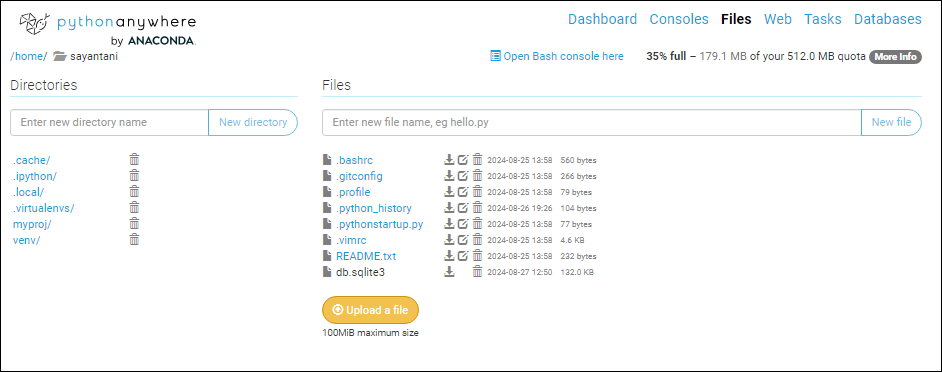 pythonanywhere
by ANACONDA.
Dashboard Consoles Files Web Tasks Databases
/home/ sayantani
Open Bash console here
35% full – 179.1 MB of your 512.0 MB quota More Info
Directories
Enter new directory name New directory
.cache/
.ipython/
.local/
.virtualenvs/
myproj/
venv/
Files
Enter new file name, eg hello.py New file
.bashrc 2024-08-25 13:58 560 bytes
.gitconfig 2024-08-25 13:58 266 bytes
.profile 2024-08-25 13:58 79 bytes
.python_history 2024-08-26 19:26 104 bytes
.pythonstartup.py 2024-08-25 13:58 77 bytes
.vimrc 2024-08-25 13:58 4.6 KB
README.txt 2024-08-25 13:58 232 bytes
db.sqlite3 2024-08-27 12:50 132.0 KB
Upload a file
100MiB maximum size